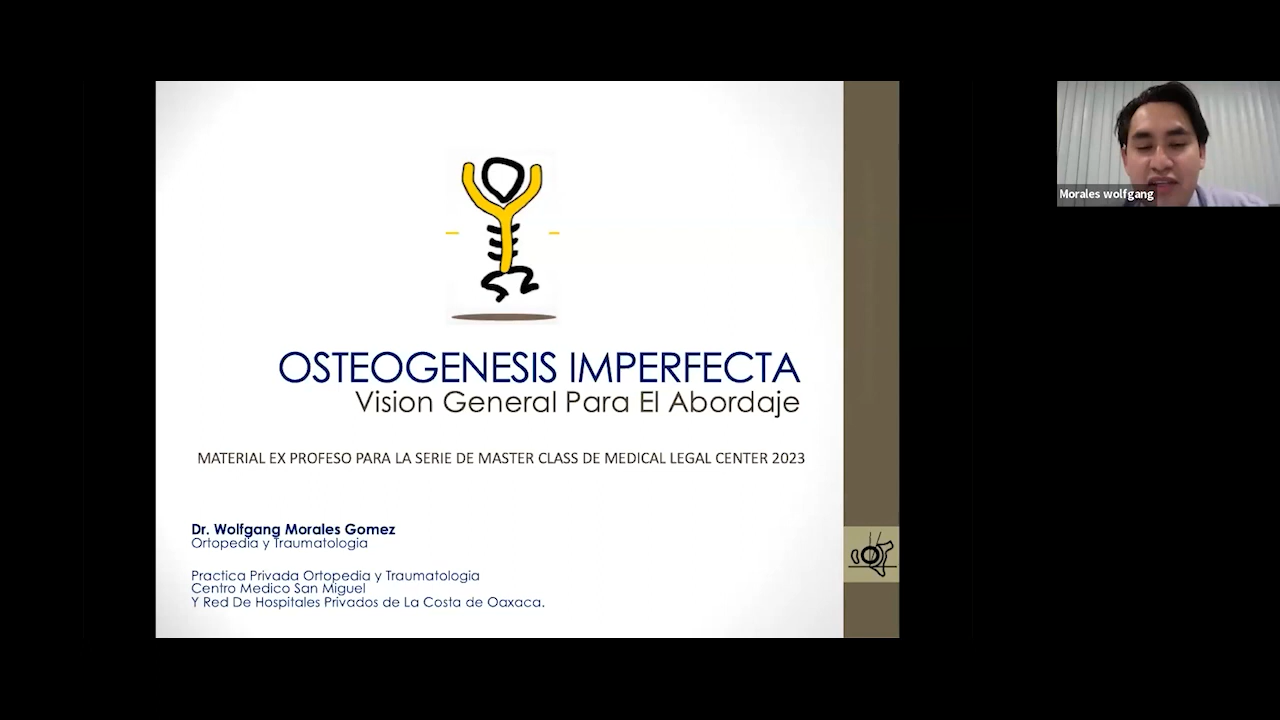 OSTEOGENESIS IMPERFECTA
Vision General Para El Abordaje
MATERIAL EX PROFESO PARA LA SERIE DE MASTER CLASS DE MEDICAL LEGAL CENTER 2023
Dr. Wolfgang Morales Gomez
Ortopedia y Traumatologia
Practica Privada Ortopedia y Traumatologia
Centro Medico San Miguel
Y Red De Hospitales Privados de La Costa de Oaxaca.
Morales wolfgang